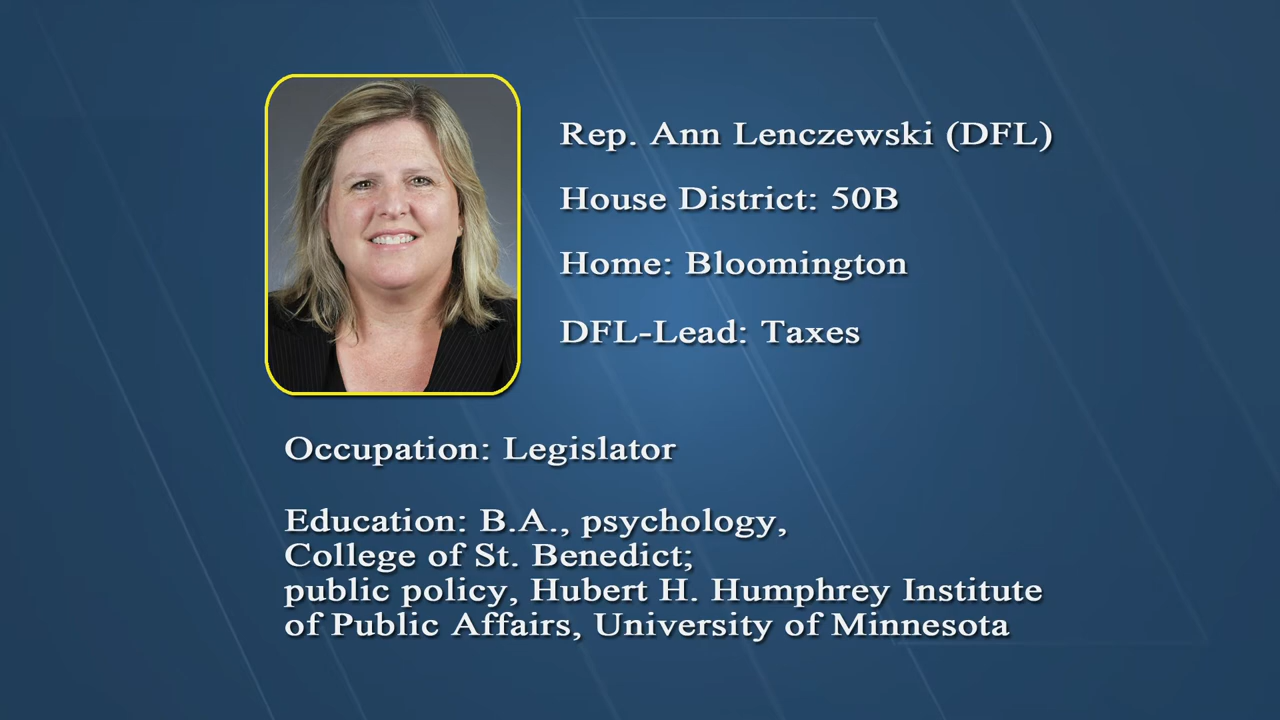 Rep. Ann Lenczewski (DFL)
House District: 50B
Home: Bloomington
DFL-Lead: Taxes
Occupation: Legislator
Education: B.A., psychology,
College of St. Benedict;
public policy, Hubert H. Humphrey Institute
of Public Affairs, University of Minnesota